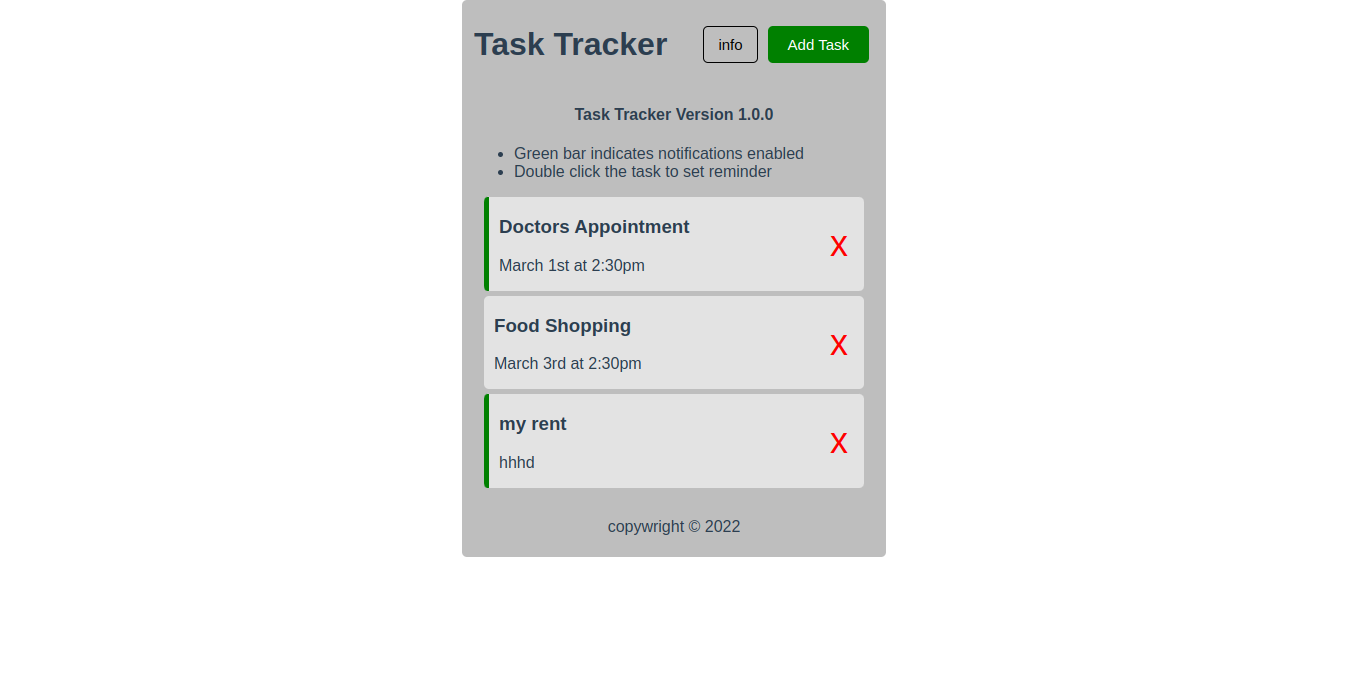 Task Tracker
info
Add Task
Task Tracker Version 1.0.0
Green bar indicates notifications enabled
Double click the task to set reminder
Doctors Appointment
March 1st at 2:30pm
X
Food Shopping
March 3rd at 2:30pm
X
my rent
hhhd
X
copywright © 2022